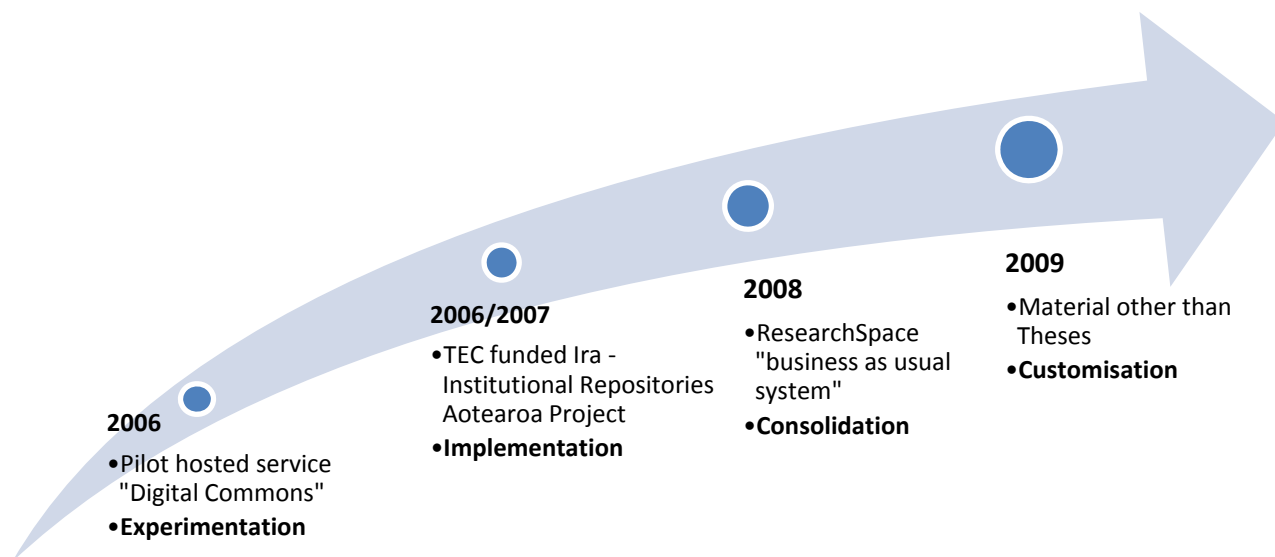 2006
•Pilot hosted service
"Digital Commons"
•Experimentation
2006/2007
•TEC funded Ira -
Institutional Repositories
Aotearoa Project
•Implementation
2008
•ResearchSpace
"business as usual
system"
•Consolidation
2009
•Material other than
Theses
•Customisation